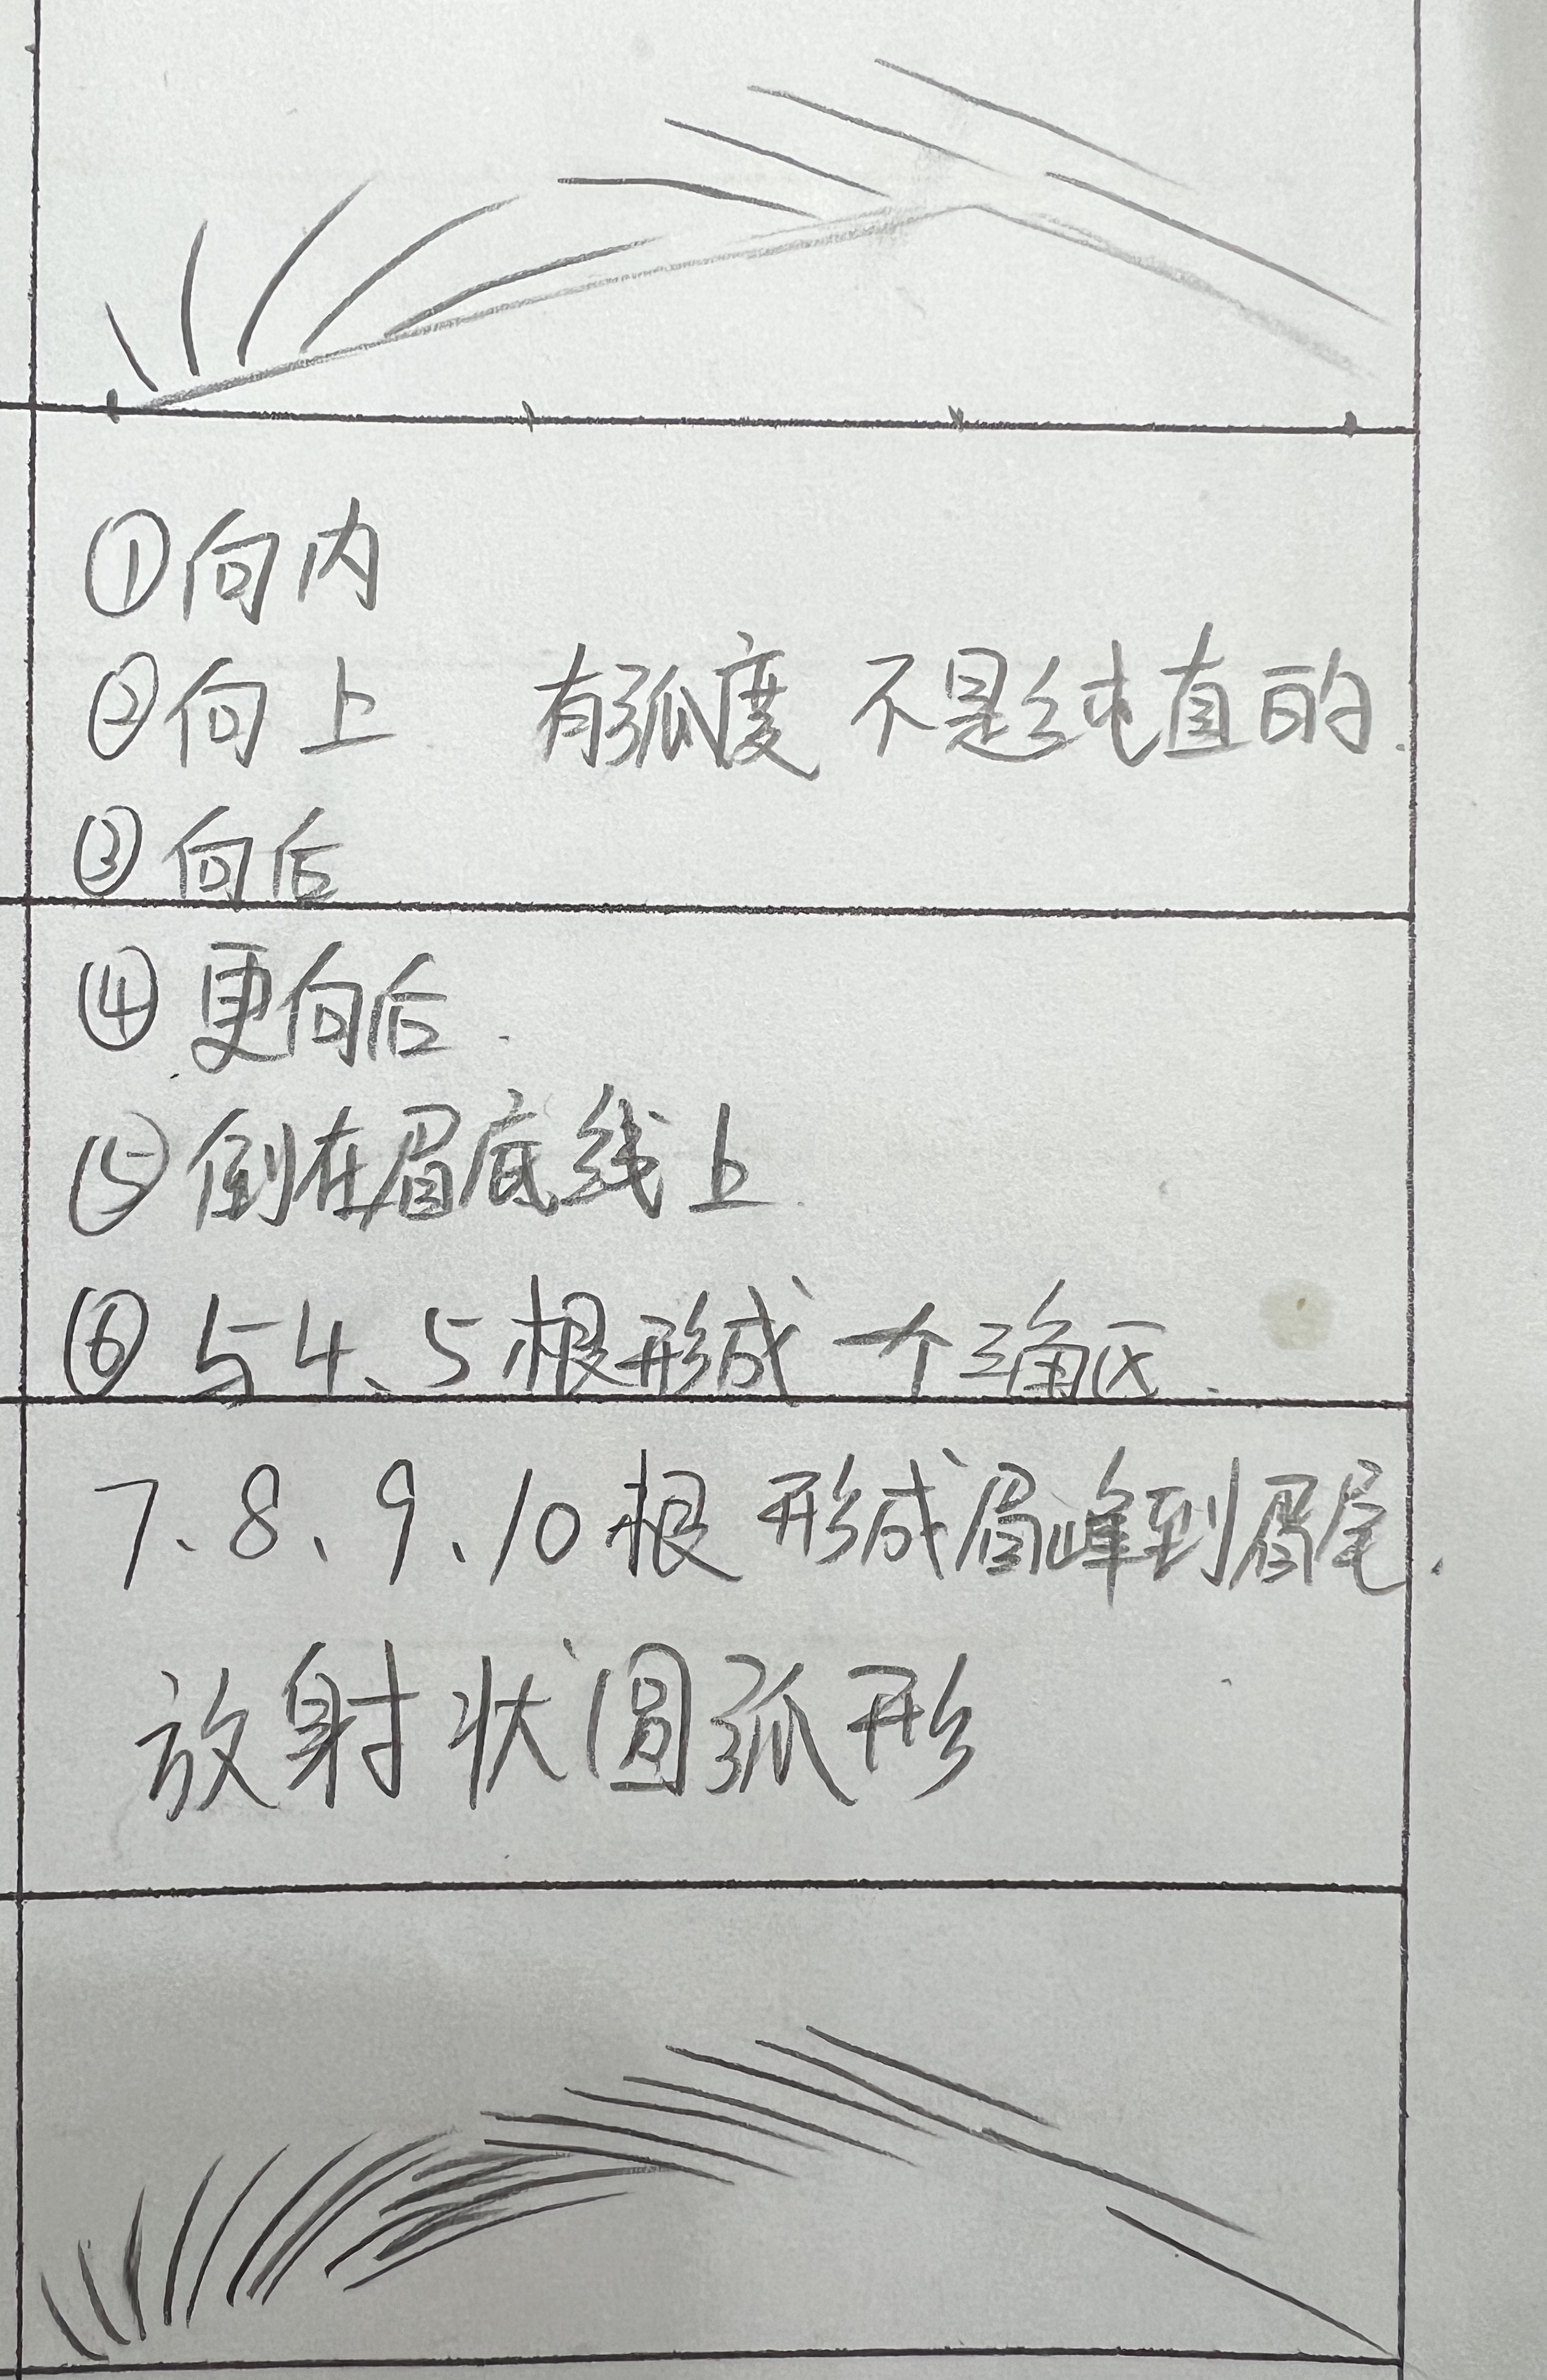 ①向内
②向上 有弧度 不是纯直的.
③向后
④更向后.
⑤倒在眉底线上.
⑥与4、5根形成一个三角区.
7、8、9、10根 形成眉峰到眉尾.
放射状圆弧形